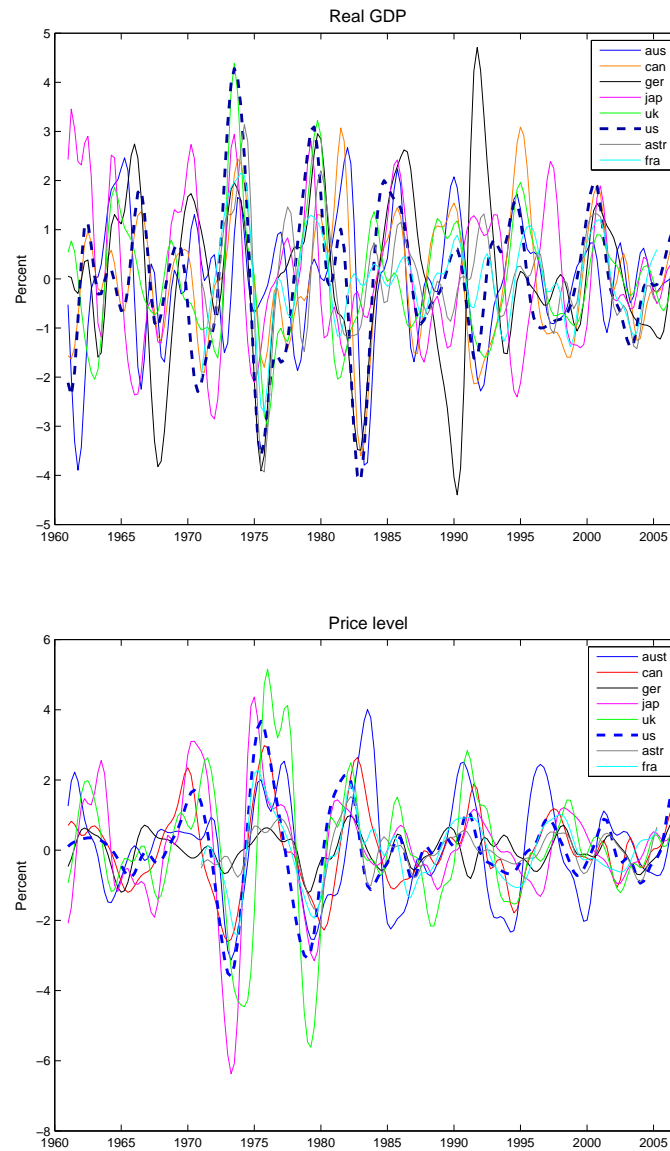 Real GDP
5
4
3
2
1
0
−1
−2
−3
−4
−5
Percent
1960 1965 1970 1975 1980 1985 1990 1995 2000 2005
aus
can
ger
jap
uk
us
astr
fra
Price level
6
4
2
0
−2
−4
−6
−8
Percent
1960 1965 1970 1975 1980 1985 1990 1995 2000 2005
aust
can
ger
jap
uk
us
astr
fra